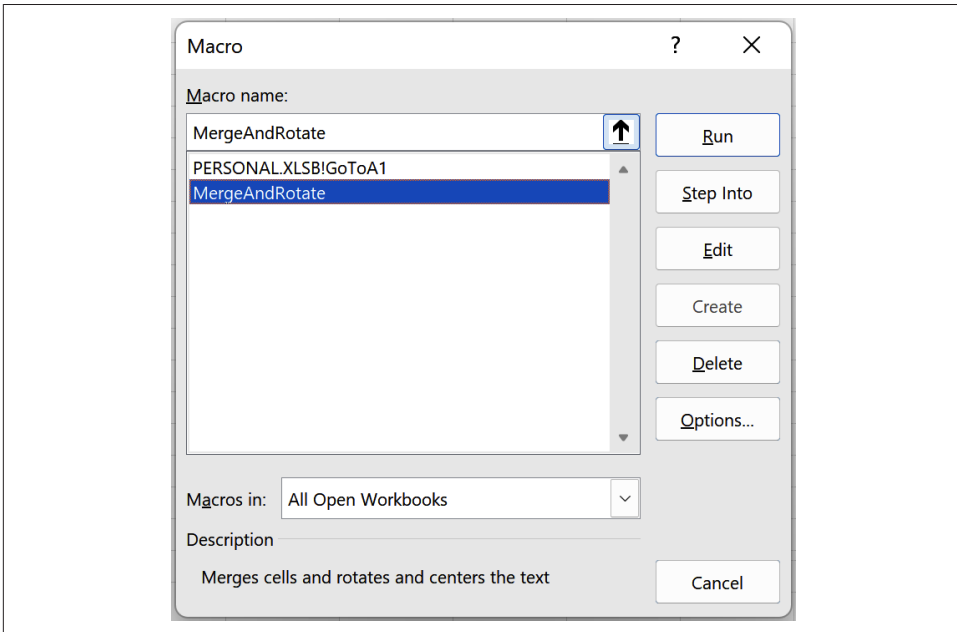 Macro ?
Macro name:
MergeAndRotate
PERSONAL.XLSB!GoToA1
MergeAndRotate
Run
Step Into
Edit
Create
Delete
Options...
Macros in: All Open Workbooks
Description
Merges cells and rotates and centers the text
Cancel